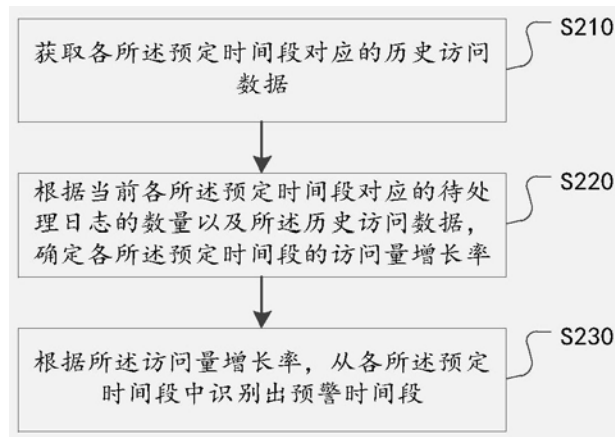 获取各所述预定时间段对应的历史访问
数据
S210
根据当前各所述预定时间段对应的待处
理日志的数量以及所述历史访问数据，
确定各所述预定时间段的访问量增长率
S220
根据所述访问量增长率，从各所述预定
时间段中识别出预警时间段
S230